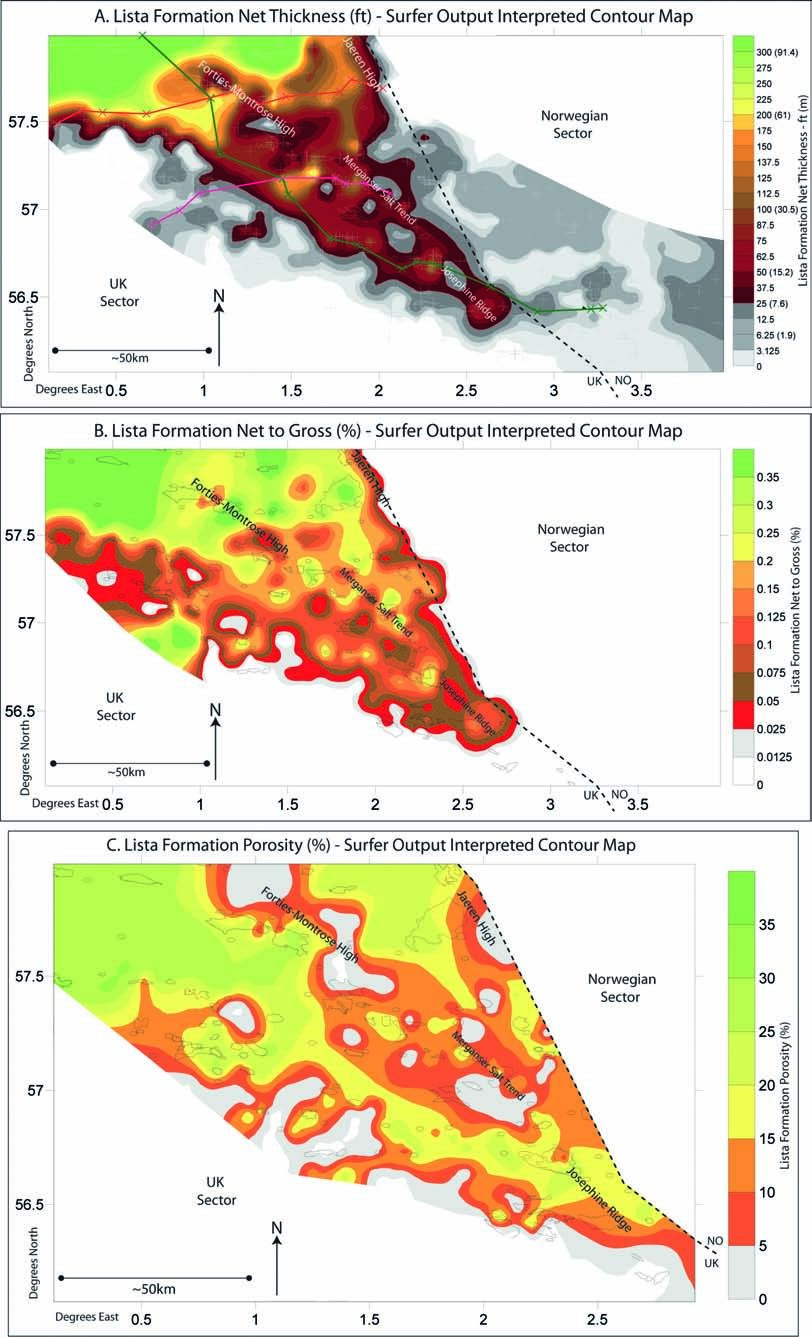 A. Lista Formation Net Thickness (ft) - Surfer Output Interpreted Contour Map
Jaeren High
Forties-Montrose High
Merganser Salt Trend
Josephine Ridge
Norwegian
Sector
UK
Sector
N
~50km
UK NO
57.5
57
56.5
Degrees North
Degrees East 0.5 1 1.5 2 2.5 3 3.5
300 (91.4)
275
250
225
200 (61)
175
150
137.5
125
112.5
100 (30.5)
87.5
75
62.5
50 (15.2)
37.5
25 (7.6)
12.5
6.25 (1.9)
3.125
0
Lista Formation Net Thickness - ft (m)
B. Lista Formation Net to Gross (%) - Surfer Output Interpreted Contour Map
Jaeren High
Forties-Montrose High
Merganser Salt Trend
Josephine Ridge
Norwegian
Sector
UK
Sector
N
~50km
UK NO
57.5
57
56.5
Degrees North
Degrees East 0.5 1 1.5 2 2.5 3 3.5
0.35
0.3
0.25
0.2
0.15
0.125
0.1
0.075
0.05
0.025
0.0125
0
Lista Formation Net to Gross (%)
C. Lista Formation Porosity (%) - Surfer Output Interpreted Contour Map
Forties-Montrose High
Jaeren High
Merganser Salt Trend
Josephine Ridge
Norwegian
Sector
UK
Sector
N
~50km
NO
UK
57.5
57
56.5
Degrees North
Degrees East 0.5 1 1.5 2 2.5
35
30
25
20
15
10
5
0
Lista Formation Porosity (%)